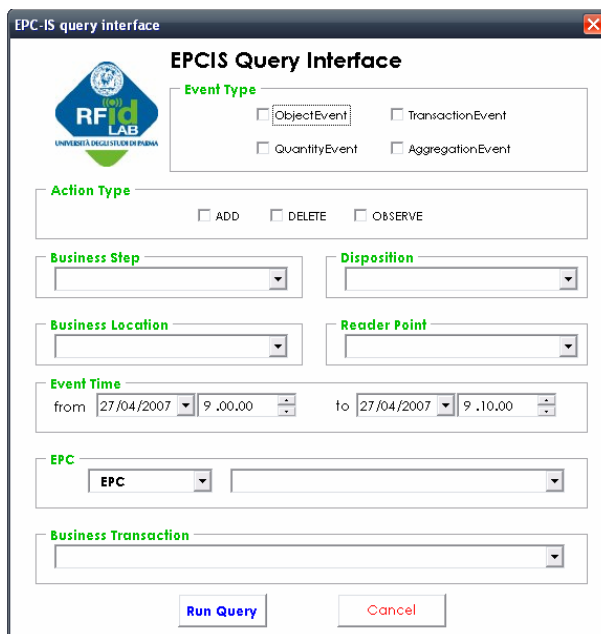 EPC-IS query interface
EPCIS Query Interface
RFid
LAB
UNIVERSITÀ DEGLI STUDI DI PARMA
Event Type
ObjectEvent TransactionEvent
QuantityEvent AggregationEvent
Action Type
ADD DELETE OBSERVE
Business Step Disposition
Business Location Reader Point
Event Time
from 27/04/2007 9 .00.00 to 27/04/2007 9 .10.00
EPC
EPC
Business Transaction
Run Query Cancel